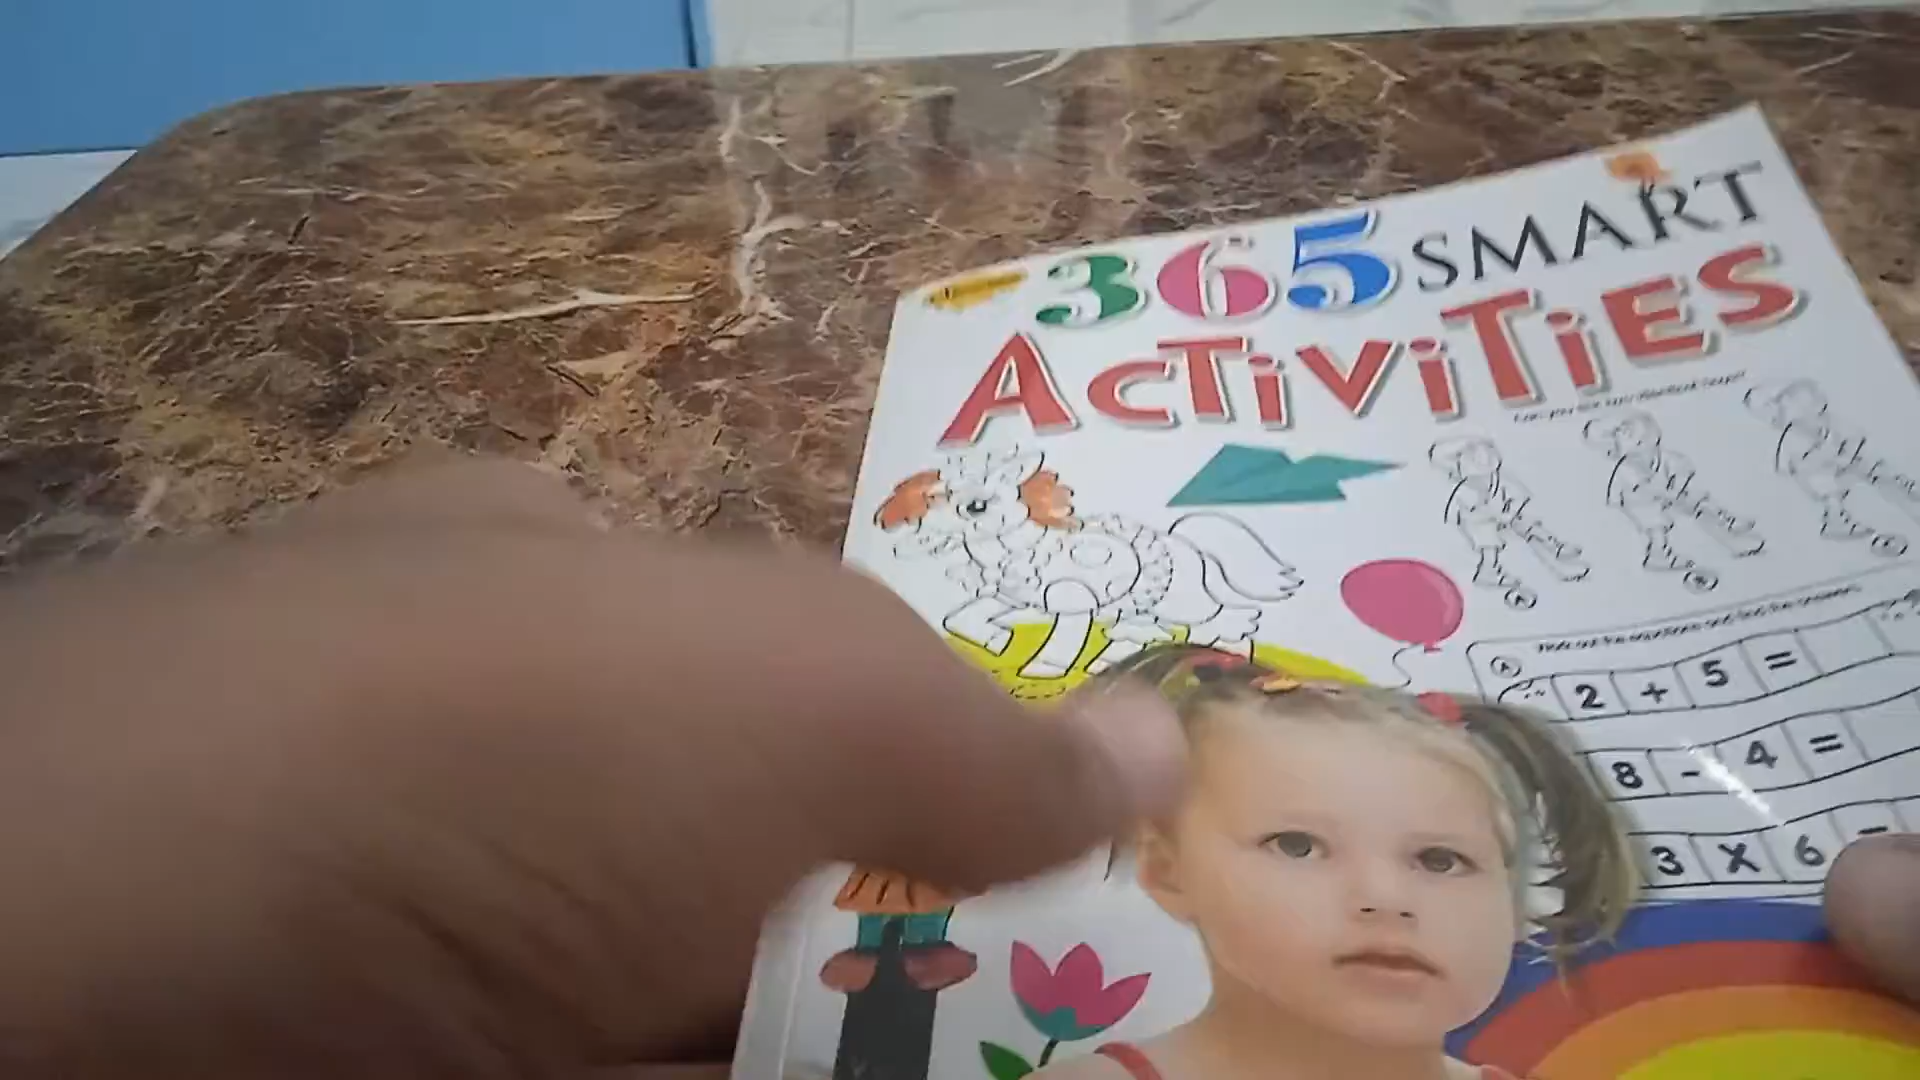 365 SMART
ACTiViTiES
A
2 + 5 =
8 - 4 =
3 X 6 =